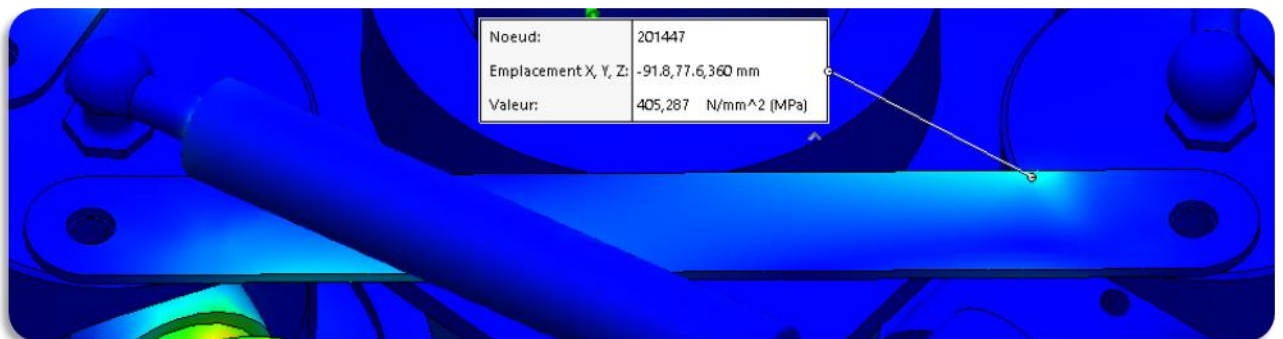 Noeud: 201447
Emplacement X, Y, Z: -91.8,77.6,360 mm
Valeur: 405,287 N/mm^2 (MPa)